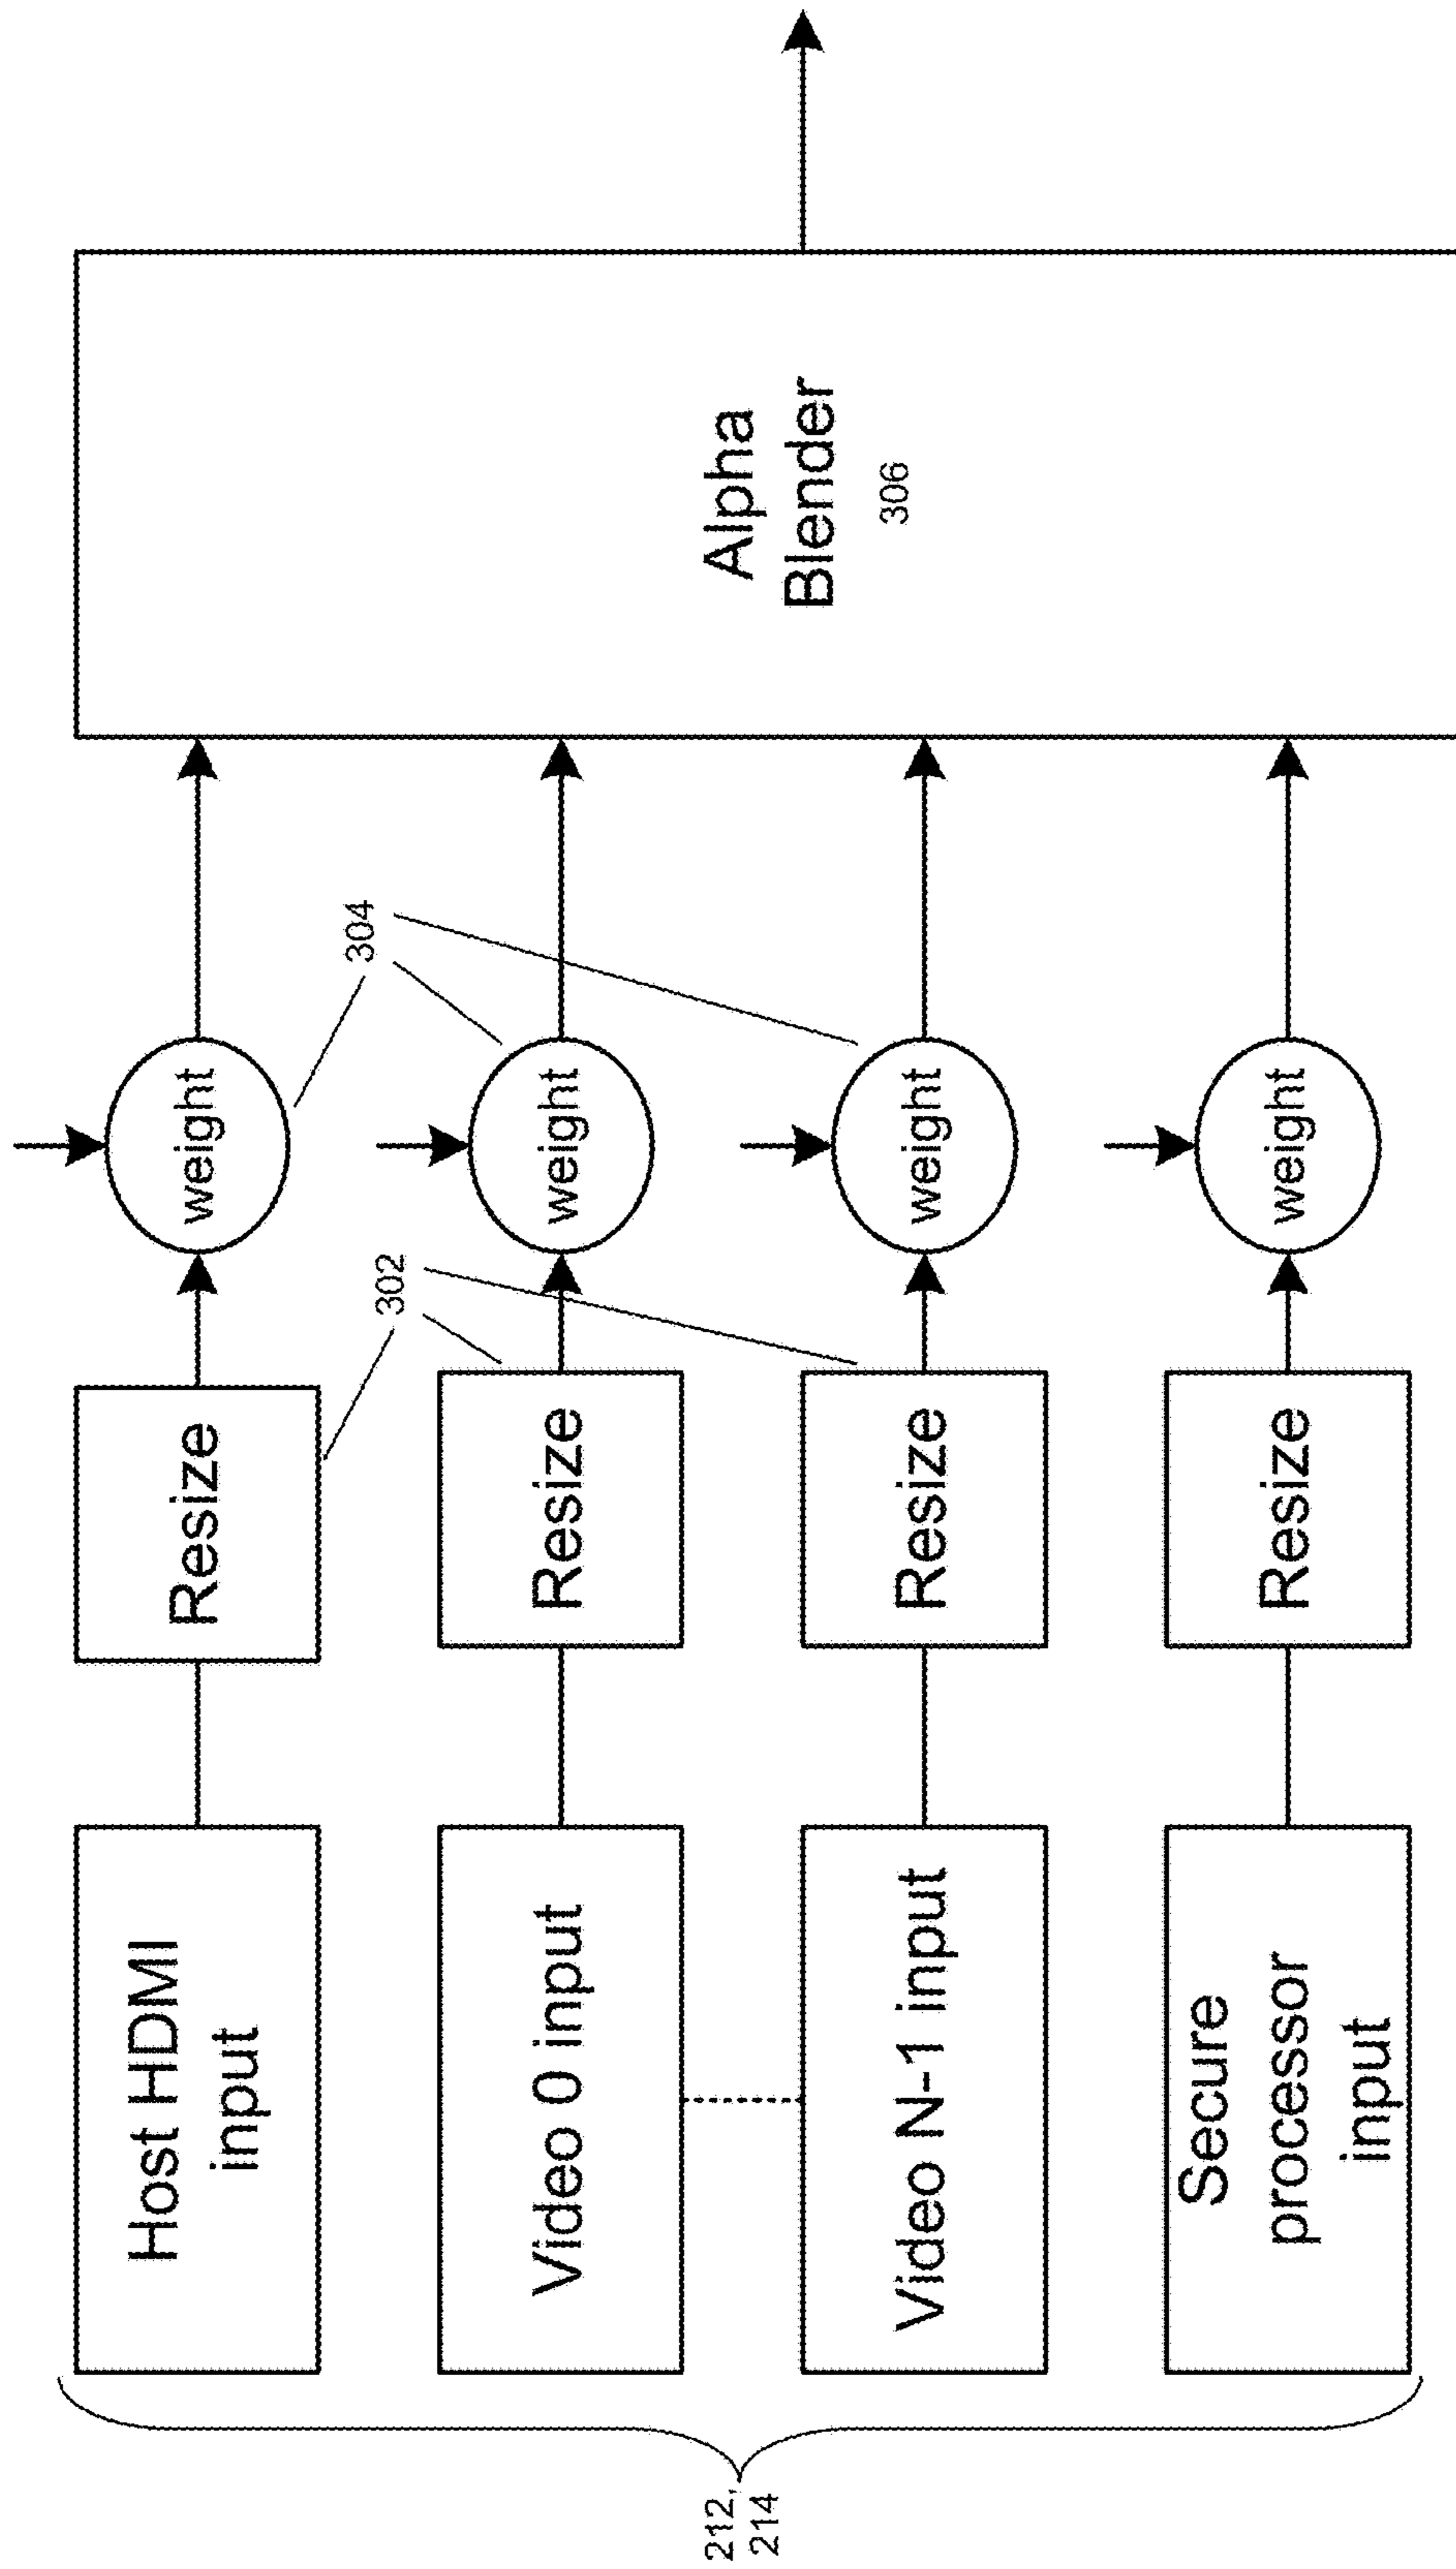 212,
214
Host HDMI
input
Resize
weight
302
304
Video 0 input
Resize
weight
Video N-1 input
Resize
weight
Secure
processor
input
Resize
weight
Alpha
Blender
306